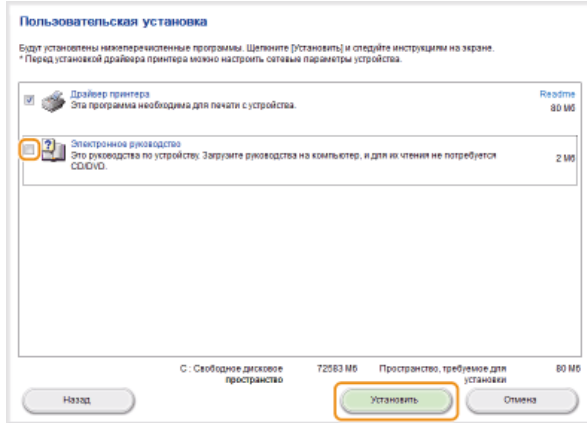 Пользовательская установка
Будут установлены нижеперечисленные программы. Щелкните [Установить] и следуйте инструкциям на экране.
* Перед установкой драйвера принтера можно настроить сетевые параметры устройства.
Драйвер принтера
Readme
Эта программа необходима для печати с устройства.
80 Мб
Электронное руководство
Это руководства по устройству. Загрузите руководства на компьютер, и для их чтения не потребуется
2 Мб
CD/DVD.
C : Свободное дисковое
72583 Мб
Пространство, требуемое для
80 Мб
пространство
установки
Назад
Установить
Отмена